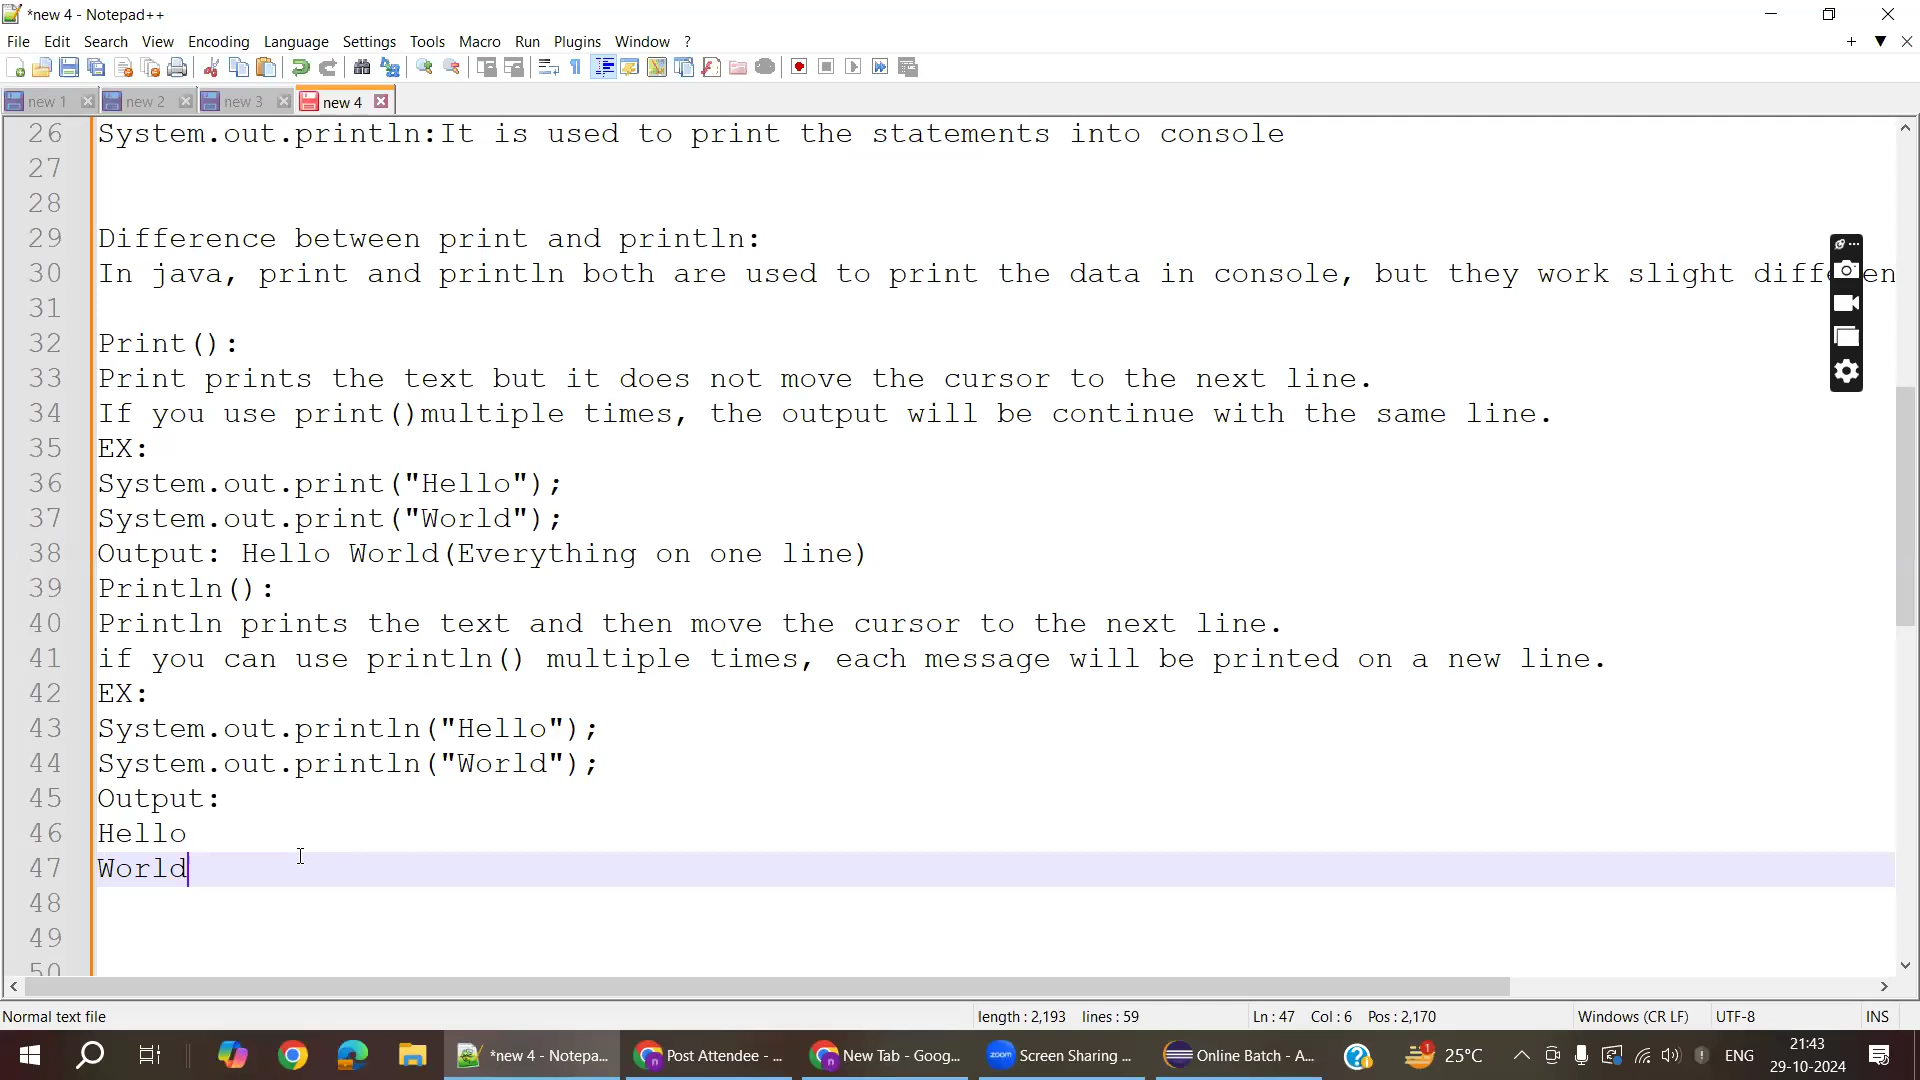 *new 4 - Notepad++
File Edit Search View Encoding Language Settings Tools Macro Run Plugins Window ?
new 1 new 2 new 3 new 4
26 System.out.println:It is used to print the statements into console
27
28
29 Difference between print and println:
30 In java, print and println both are used to print the data in console, but they work slight differen
31
32 Print():
33 Print prints the text but it does not move the cursor to the next line.
34 If you use print()multiple times, the output will be continue with the same line.
35 EX:
36 System.out.print("Hello");
37 System.out.print("World");
38 Output: Hello World(Everything on one line)
39 Println():
40 Println prints the text and then move the cursor to the next line.
41 if you can use println() multiple times, each message will be printed on a new line.
42 EX:
43 System.out.println("Hello");
44 System.out.println("World");
45 Output:
46 Hello
47 World
48
49
50
Normal text file length : 2,193 lines : 59 Ln : 47 Col : 6 Pos : 2,170 Windows (CR LF) UTF-8 INS
*new 4 - Notepa... Post Attendee - ... New Tab - Goog... zoom Screen Sharing ... Online Batch - A... 1 25°C ENG 21:43
29-10-2024